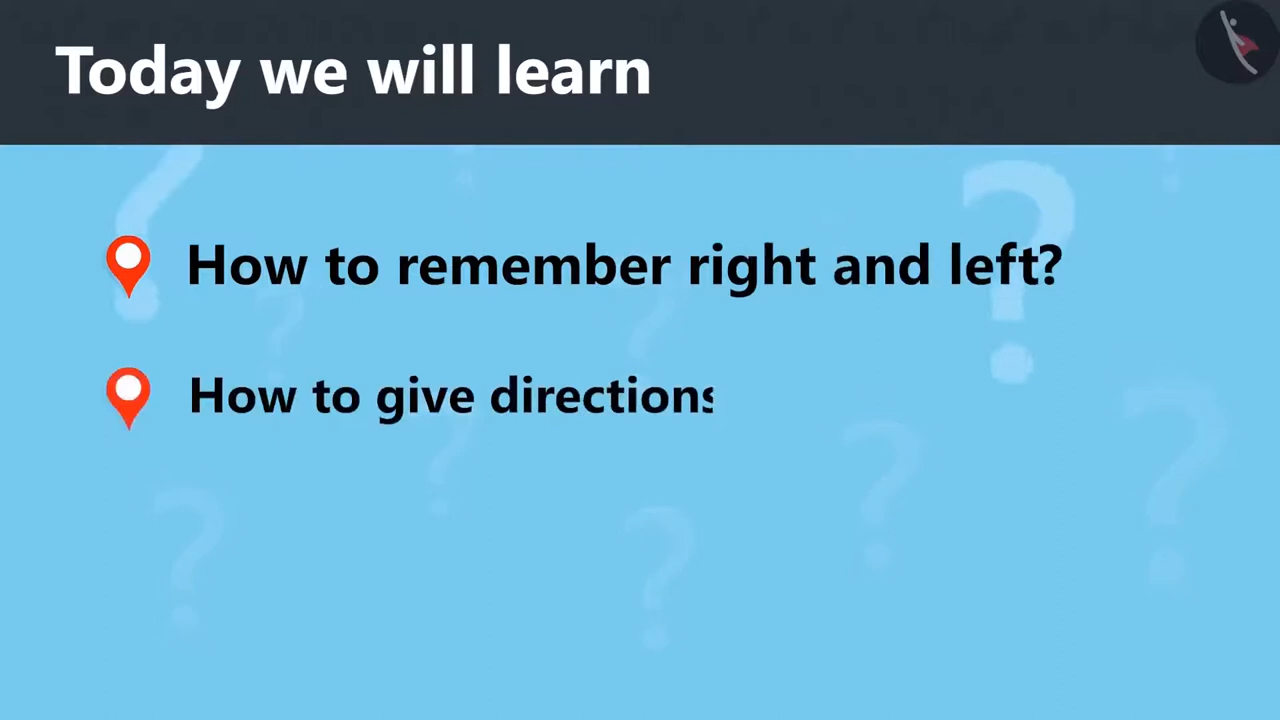 Today we will learn
How to remember right and left?
How to give directions